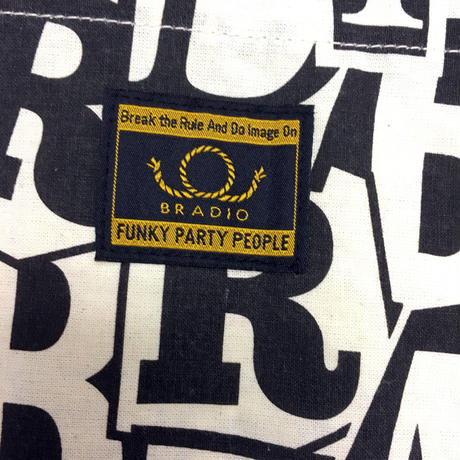 Break the Rule And Do Image On
BRADIO
FUNKY PARTY PEOPLE